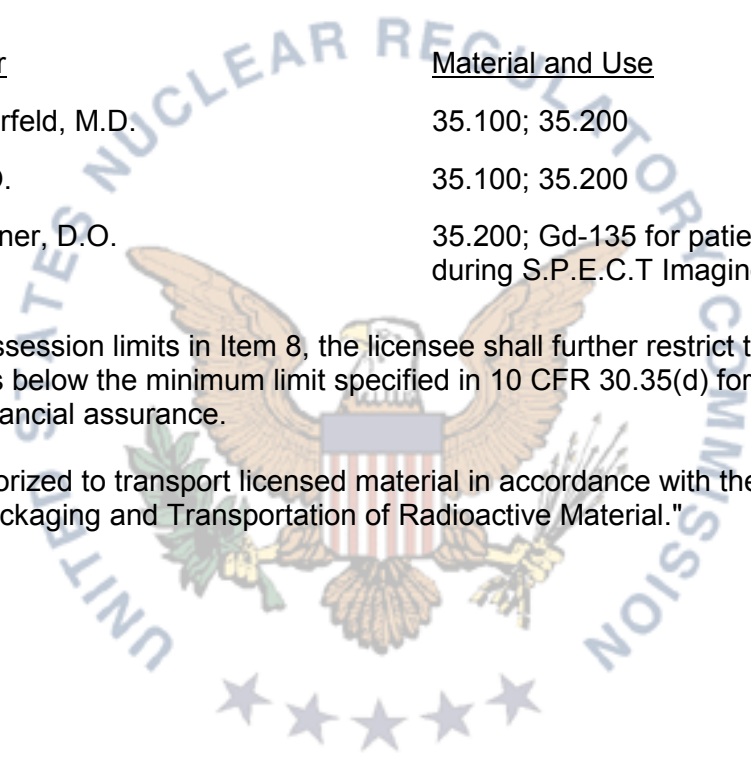 r Material and Use
rfeld, M.D. 35.100; 35.200
. 35.100; 35.200
ner, D.O. 35.200; Gd-135 for patie
during S.P.E.C.T Imagin
ssession limits in Item 8, the licensee shall further restrict t
s below the minimum limit specified in 10 CFR 30.35(d) for
nancial assurance.
orized to transport licensed material in accordance with the
ckaging and Transportation of Radioactive Material."
UNITED STATES NUCLEAR REGULATORY COMMISSION